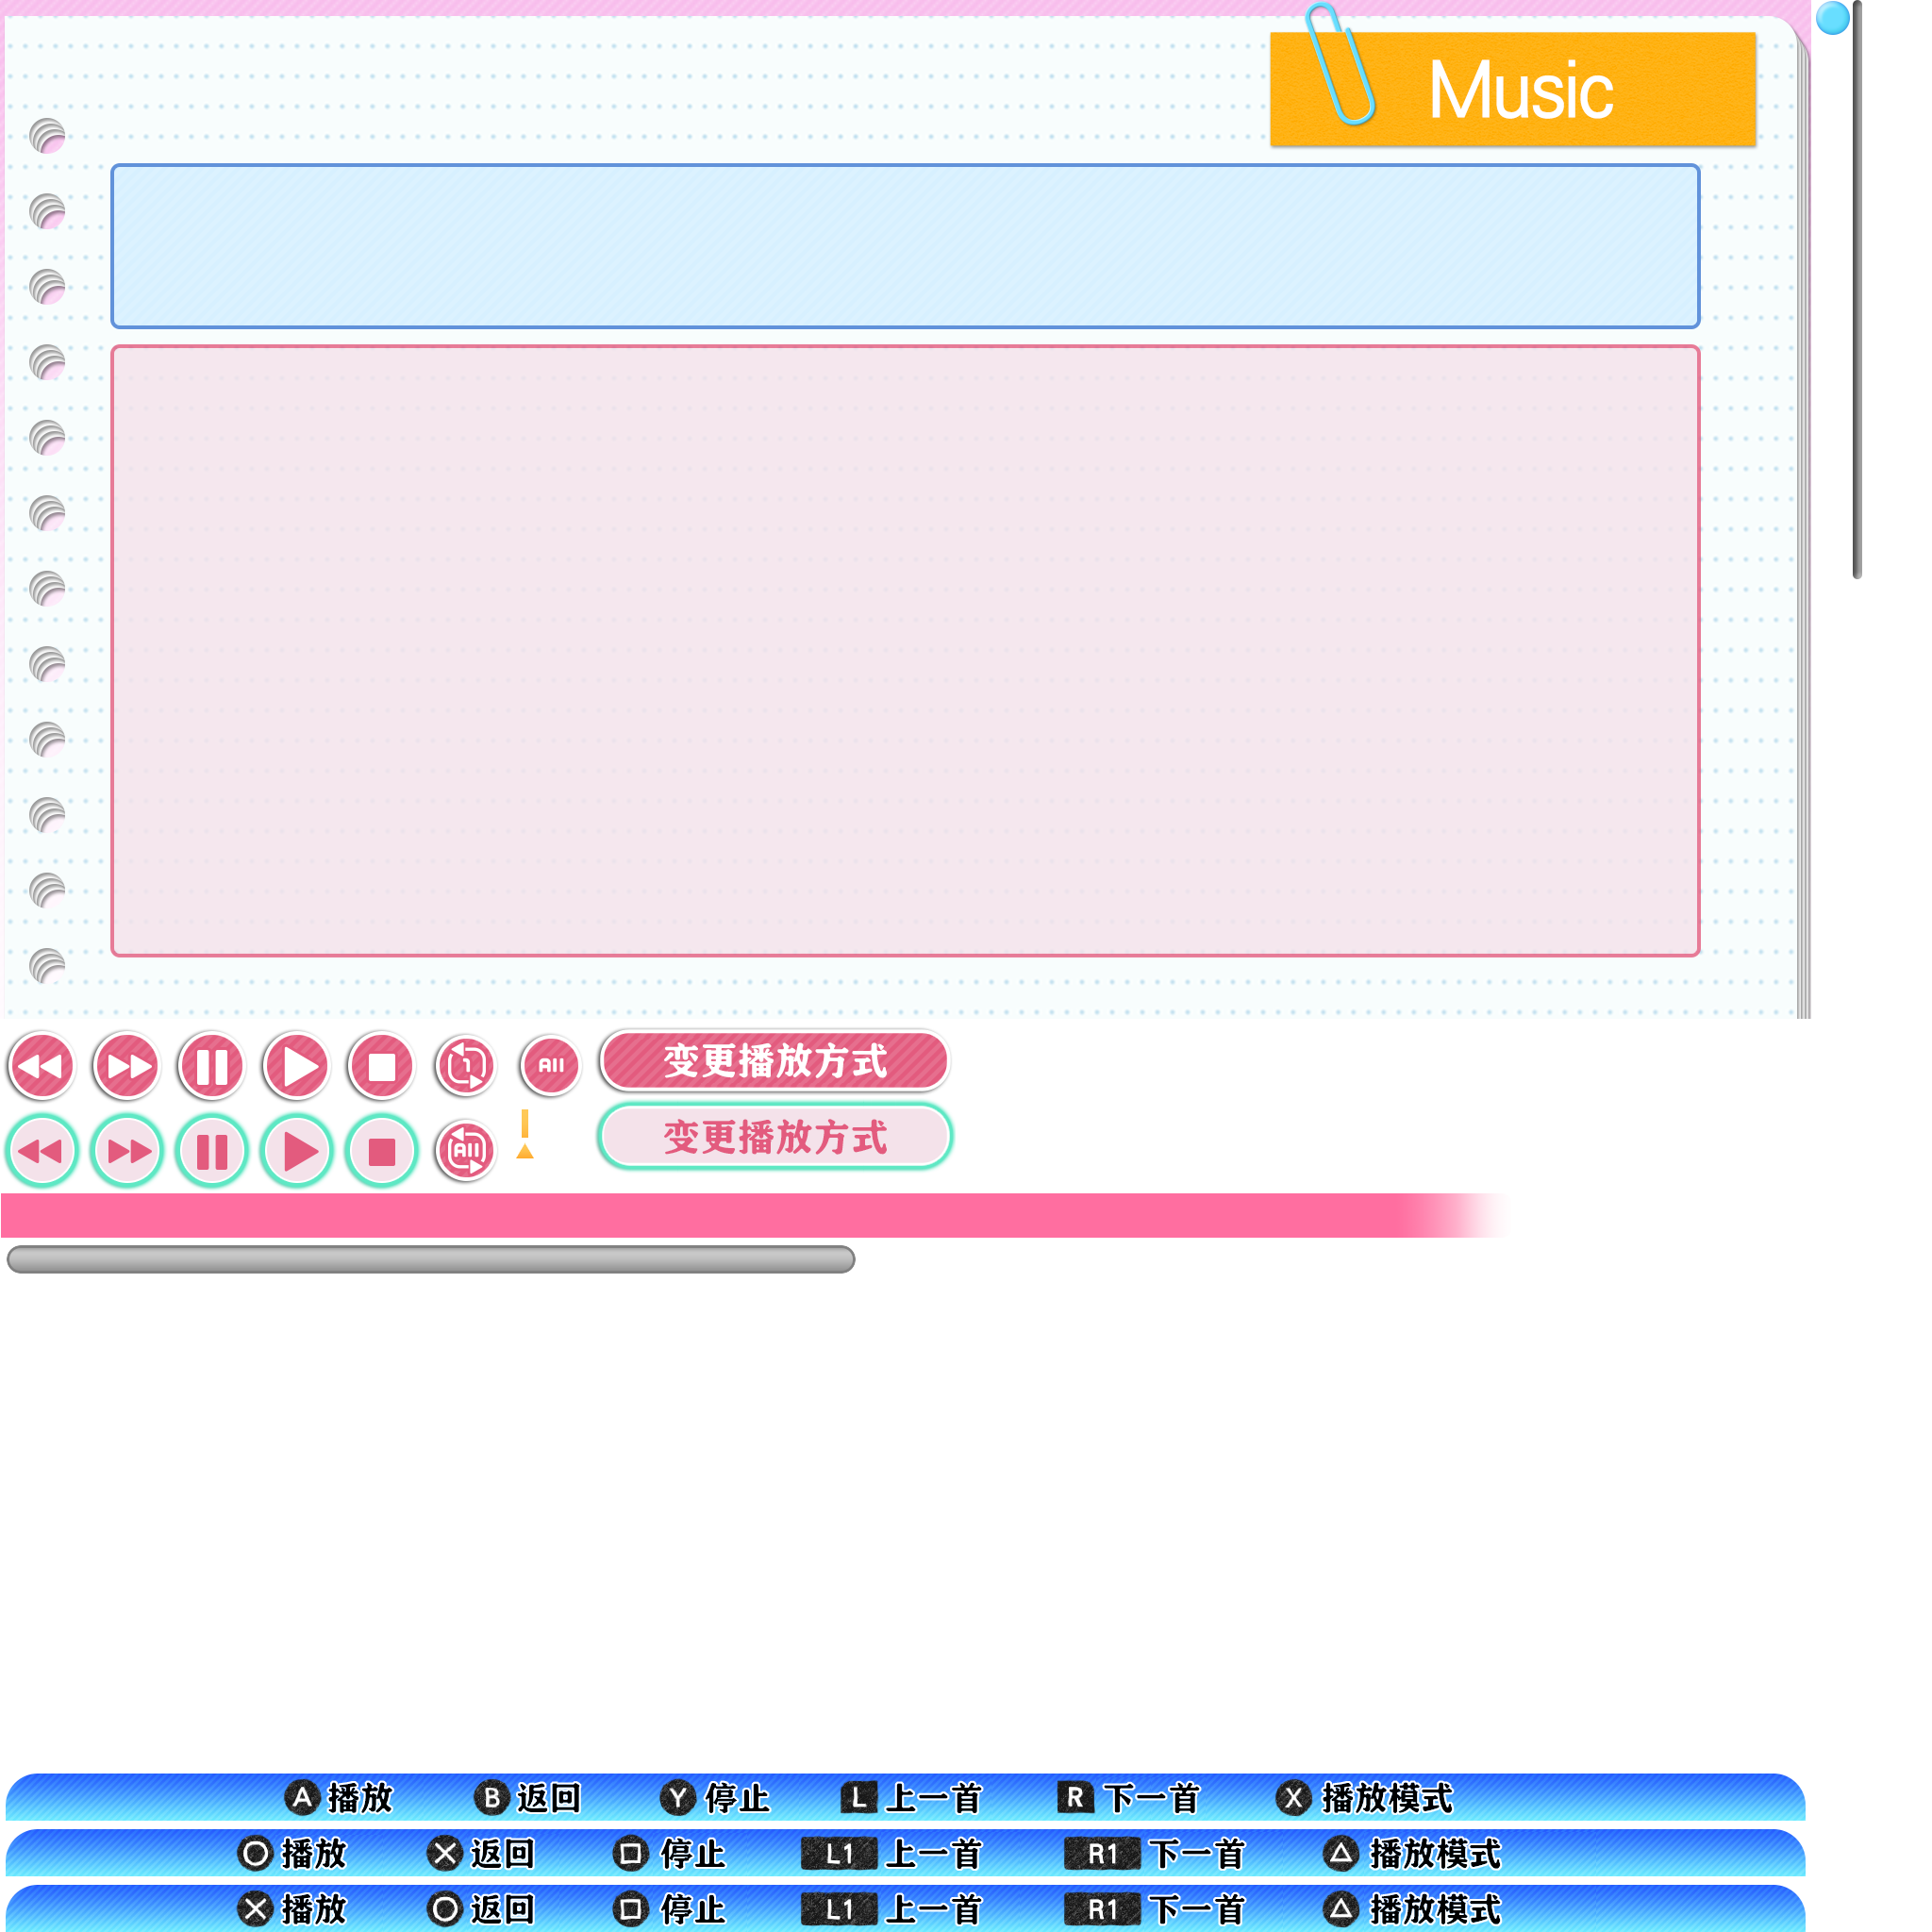 Music
1
All
变更播放方式
All
变更播放方式
A 播放 B 返回 Y 停止 L 上一首 R 下一首 X 播放模式
播放 返回 停止 L1 上一首 R1 下一首 播放模式
播放 返回 停止 L1 上一首 R1 下一首 播放模式